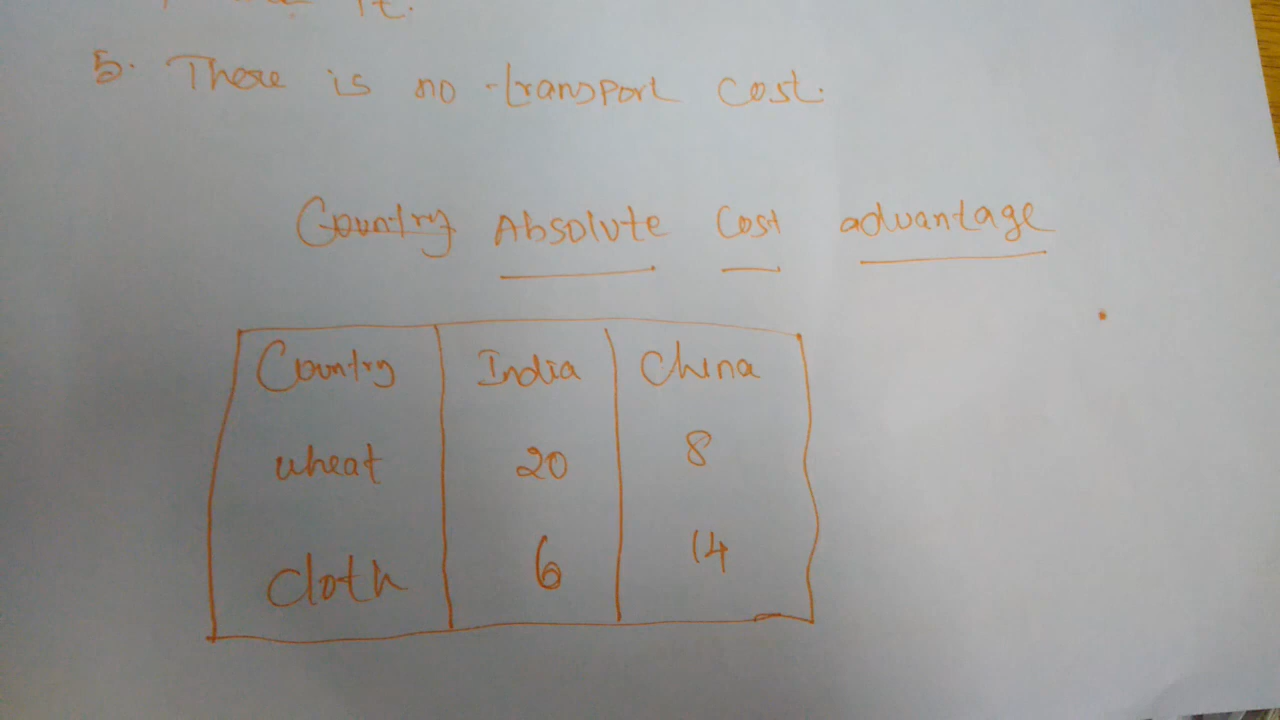 it.
5. There is no transport cost.
Country Absolute Cost advantage
Country India China
wheat 20 8
Cloth 6 14